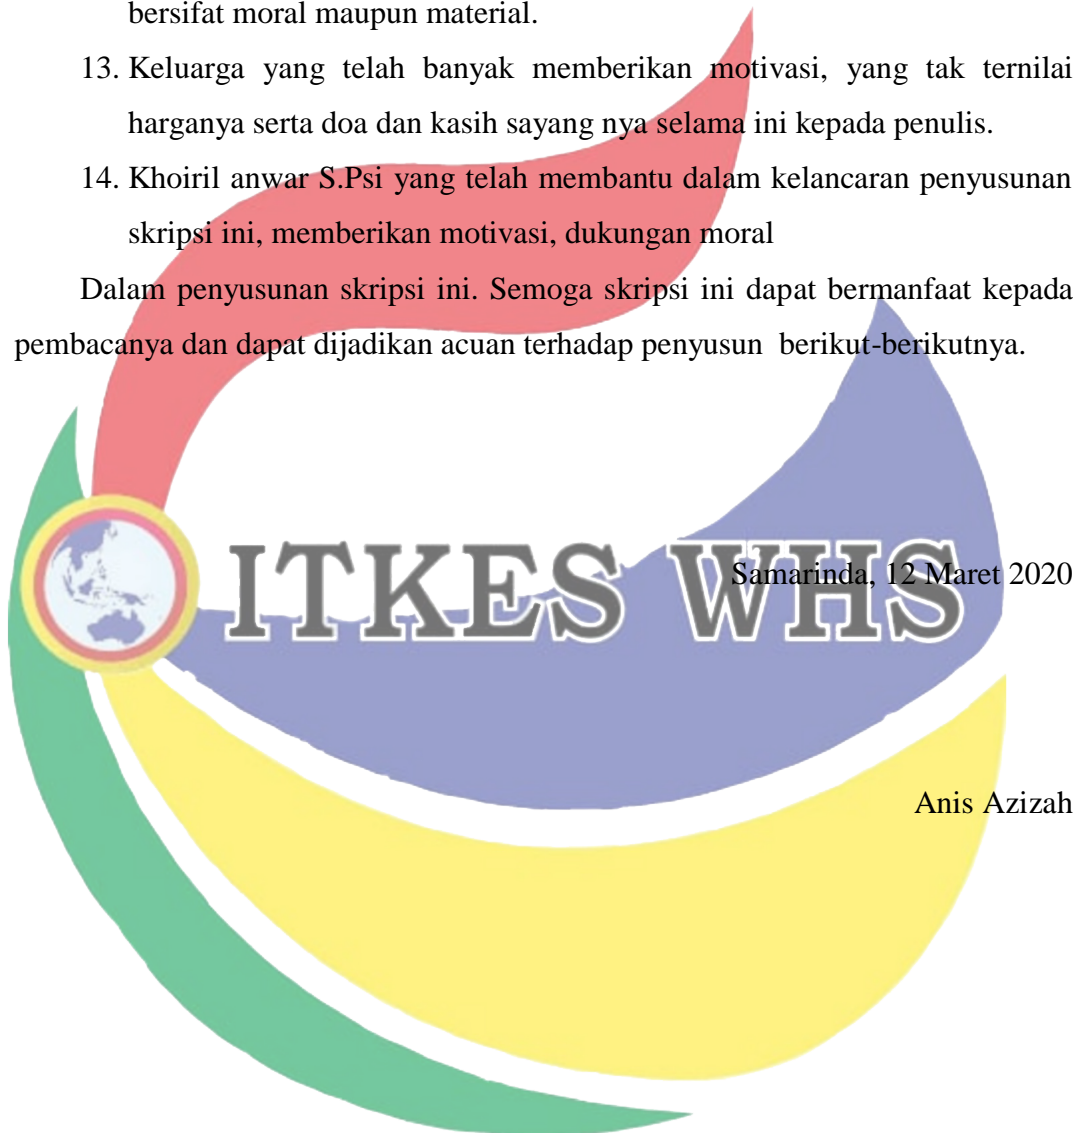 bersifat moral maupun material.
13. Keluarga yang telah banyak memberikan motivasi, yang tak ternilai
harganya serta doa dan kasih sayang nya selama ini kepada penulis.
14. Khoiril anwar S.Psi yang telah membantu dalam kelancaran penyusunan
skripsi ini, memberikan motivasi, dukungan moral
Dalam penyusunan skripsi ini. Semoga skripsi ini dapat bermanfaat kepada
pembacanya dan dapat dijadikan acuan terhadap penyusun  berikut-berikutnya.
ITKES WHS
Samarinda, 12 Maret 2020
Anis Azizah